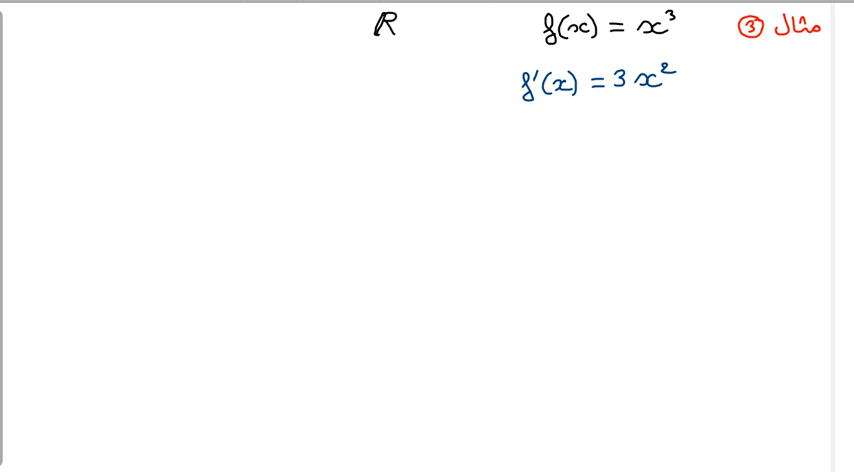 مثال ③ f(x) = x³ ℝ
f'(x) = 3x²